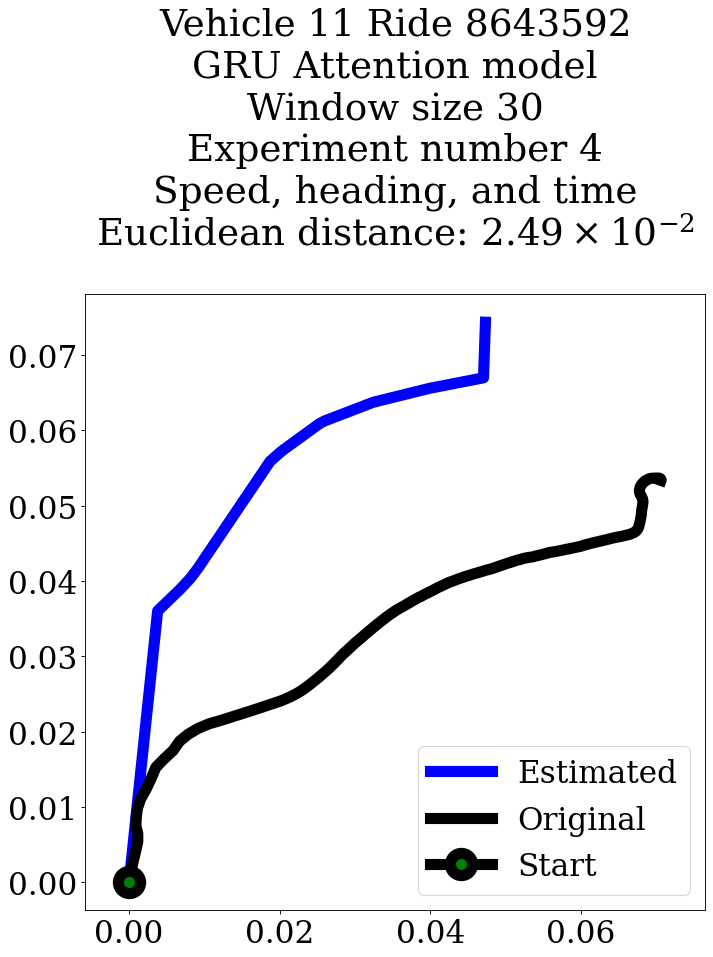 Vehicle 11 Ride 8643592
GRU Attention model
Window size 30
Experiment number 4
Speed, heading, and time
Euclidean distance: 2.49 × 10⁻²
0.07
0.06
0.05
0.04
0.03
0.02
0.01
0.00
Estimated
Original
Start
0.00 0.02 0.04 0.06